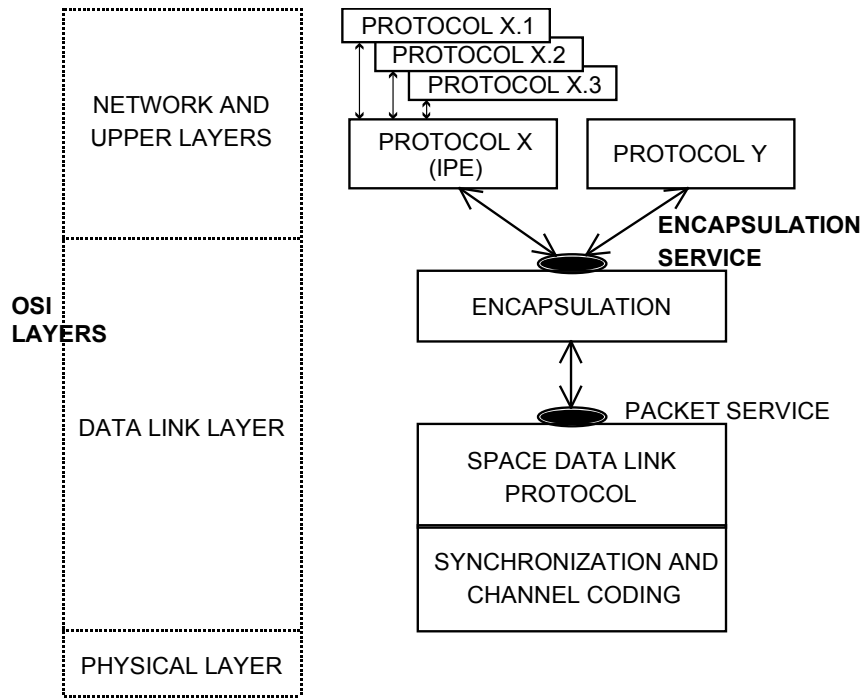 PROTOCOL X.1
PROTOCOL X.2
PROTOCOL X.3
NETWORK AND
UPPER LAYERS
PROTOCOL X
(IPE)
PROTOCOL Y
ENCAPSULATION
SERVICE
ENCAPSULATION
OSI
LAYERS
DATA LINK LAYER
PACKET SERVICE
SPACE DATA LINK
PROTOCOL
SYNCHRONIZATION AND
CHANNEL CODING
PHYSICAL LAYER